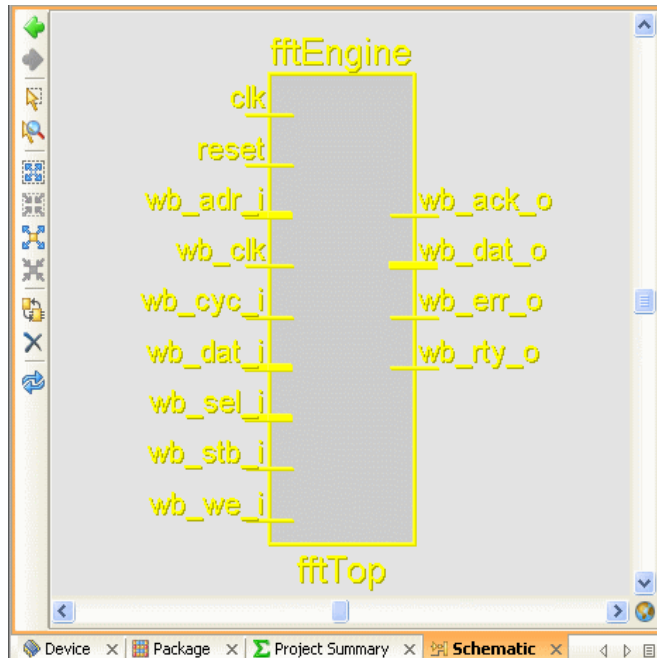 fftEngine
clk
reset
wb_adr_i
wb_ack_o
wb_clk
wb_dat_o
wb_cyc_i
wb_err_o
wb_dat_i
wb_rty_o
wb_sel_i
wb_stb_i
wb_we_i
fftTop
Device
Package
Project Summary
Schematic